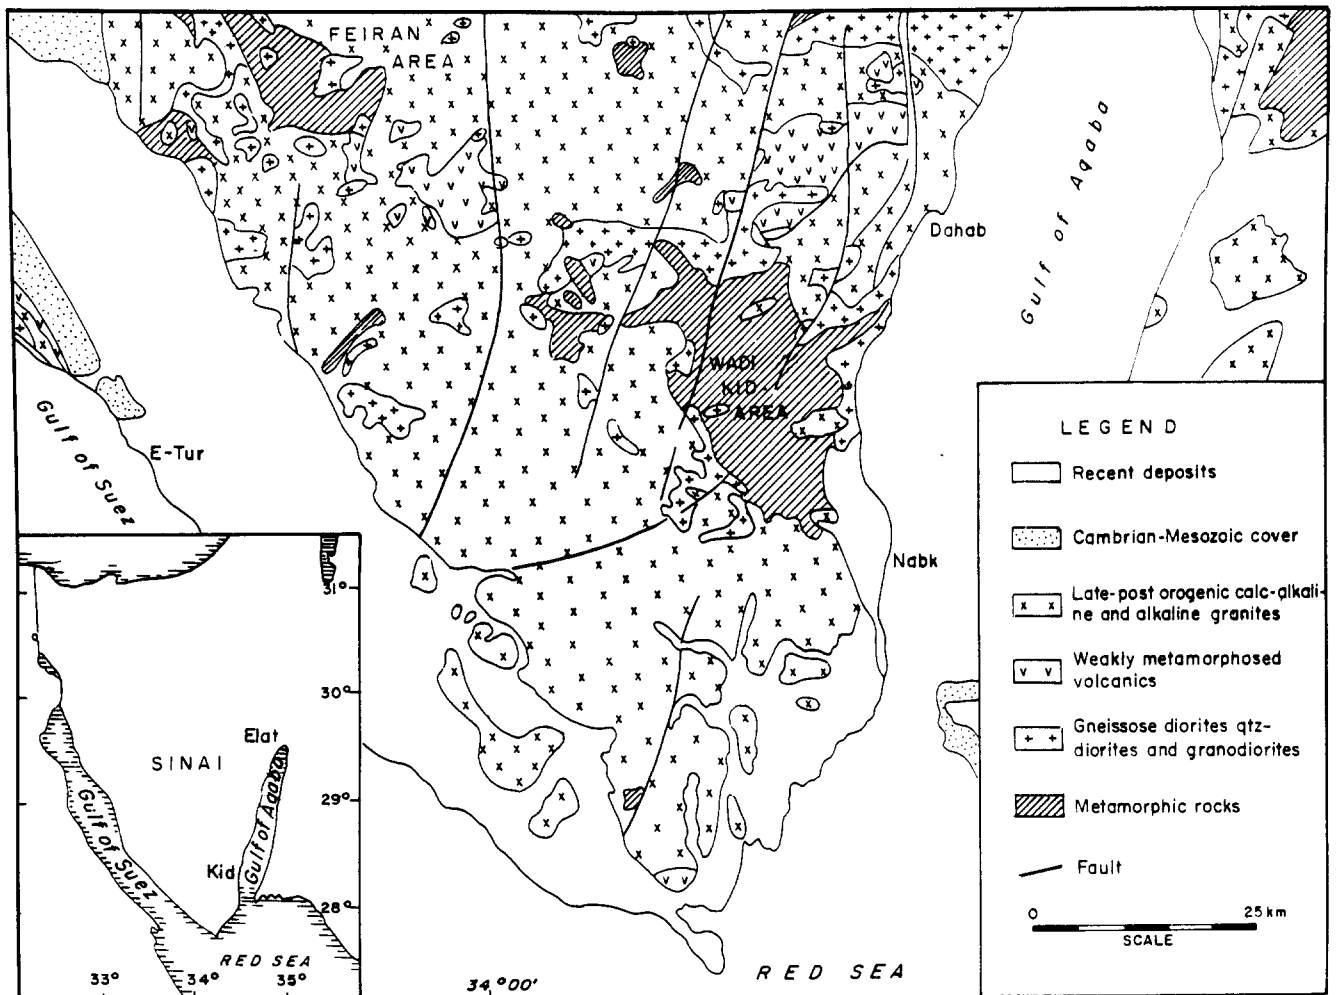 FEIRAN
AREA
Gulf of Aqaba
Dahab
WADI
KID-
AREA
Gulf of Suez
E-Tur
Nabk
LEGEND
Recent deposits
Cambrian-Mesozaic cover
Late-post orogenic calc-alkali-
ne and alkaline granites
Weakly metamorphosed
volcanics
Gneissose diorites qtz-
diorites and granodiorites
Metamorphic rocks
Fault
0 25 km
SCALE
31°
30°
29°
28°
Elat
SINAI
Gulf of Aqaba
Gulf of Suez
Kid
RED SEA
33° 34° 35°
34°00'
RED SEA